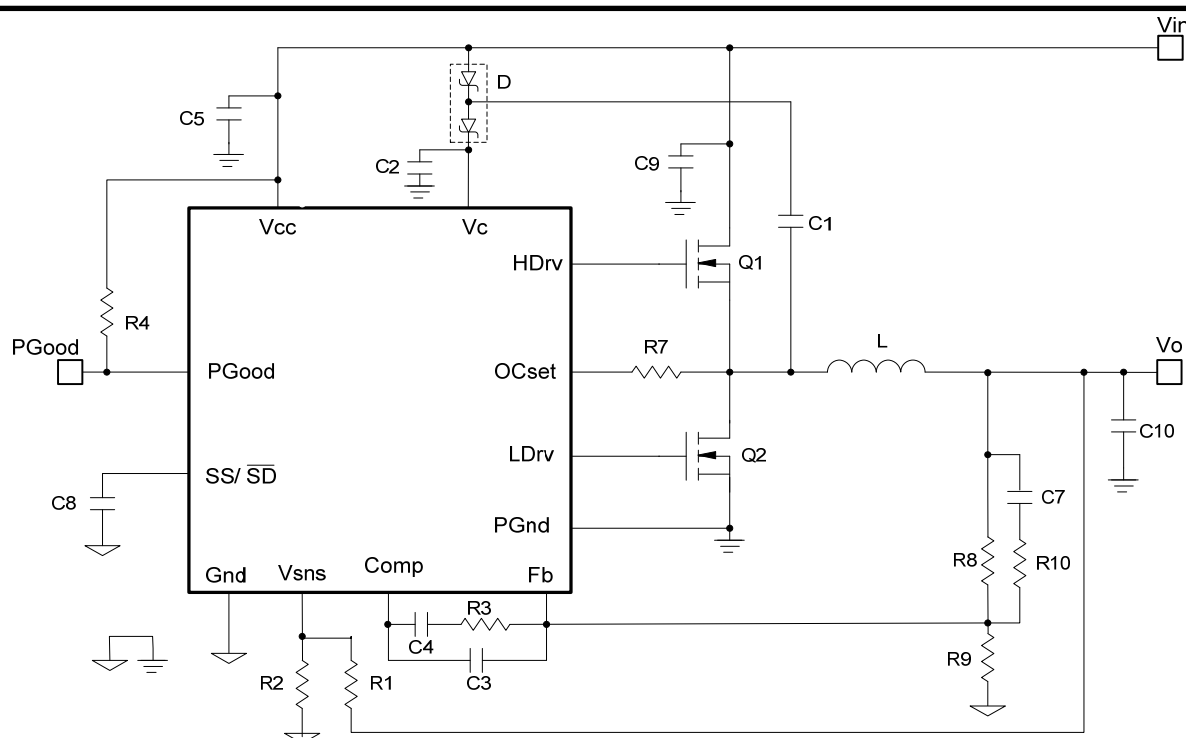 Vin
D
C5
C2
C9
Vcc
Vc
C1
HDrv
Q1
R4
PGood
PGood
OCset
R7
L
Vo
LDrv
Q2
C10
SS/ SD
C8
C7
PGnd
Comp
Gnd
Vsns
Fb
R8
R10
R3
C4
C3
R9
R2
R1